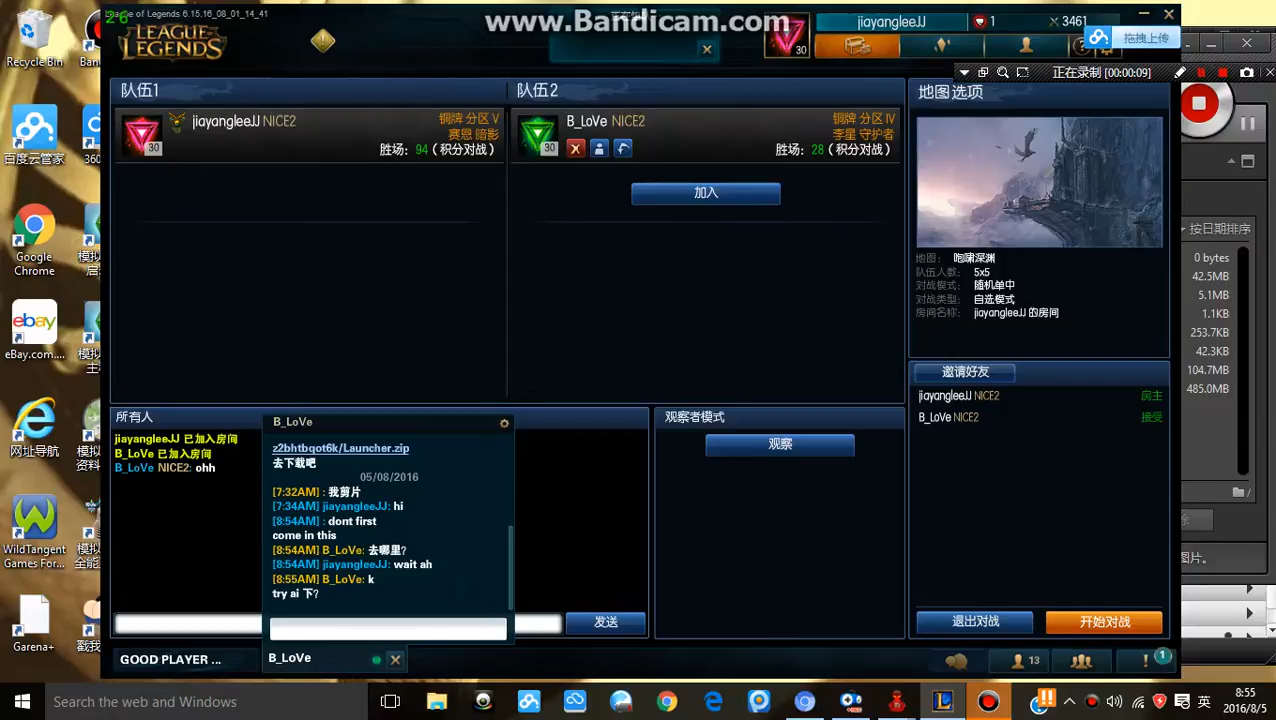 League of Legends 6.15.16_08_01_14_41
26
Recycle Bin
LEAGUE OF LEGENDS
www.Bandicam.com
30
jiayangleeJJ
1
3461
拖拽上传
正在录制 [00:00:09]
队伍1
队伍2
地图选项
jiayangleeJJ NICE2
铜牌 分区 V
赛恩 暗影
30
胜场: 94 (积分对战)
B_LoVe NICE2
铜牌 分区 IV
李星 守护者
30
胜场: 28 (积分对战)
加入
百度云管家
360
Google Chrome
地图: 咆啸深渊
队伍人数: 5x5
对战模式: 随机单中
对战类型: 自选模式
房间名称: jiayangleeJJ 的房间
按日期排序
0 bytes
42.5MB
5.1MB
1.1KB
253.7KB
42.3KB
104.7MB
485.0MB
eBay.com....
邀请好友
jiayangleeJJ NICE2
房主
B_LoVe NICE2
接受
所有人
jiayangleeJJ 已加入房间
B_LoVe 已加入房间
B_LoVe NICE2: ohh
B_LoVe
z2bhtbqot6k/Launcher.zip
去下载吧
05/08/2016
[7:32AM] : 我剪片
[7:34AM] jiayangleeJJ: hi
[8:54AM] : dont first
come in this
[8:54AM] B_LoVe: 去哪里?
[8:54AM] jiayangleeJJ: wait ah
[8:55AM] B_LoVe: k
try ai 下?
观察者模式
观察
网址导航
WildTangent Games For...
Garena+
发送
退出对战
开始对战
图片。
GOOD PLAYER ...
B_LoVe
13
1
Search the web and Windows
英
8:55
2016/8/5